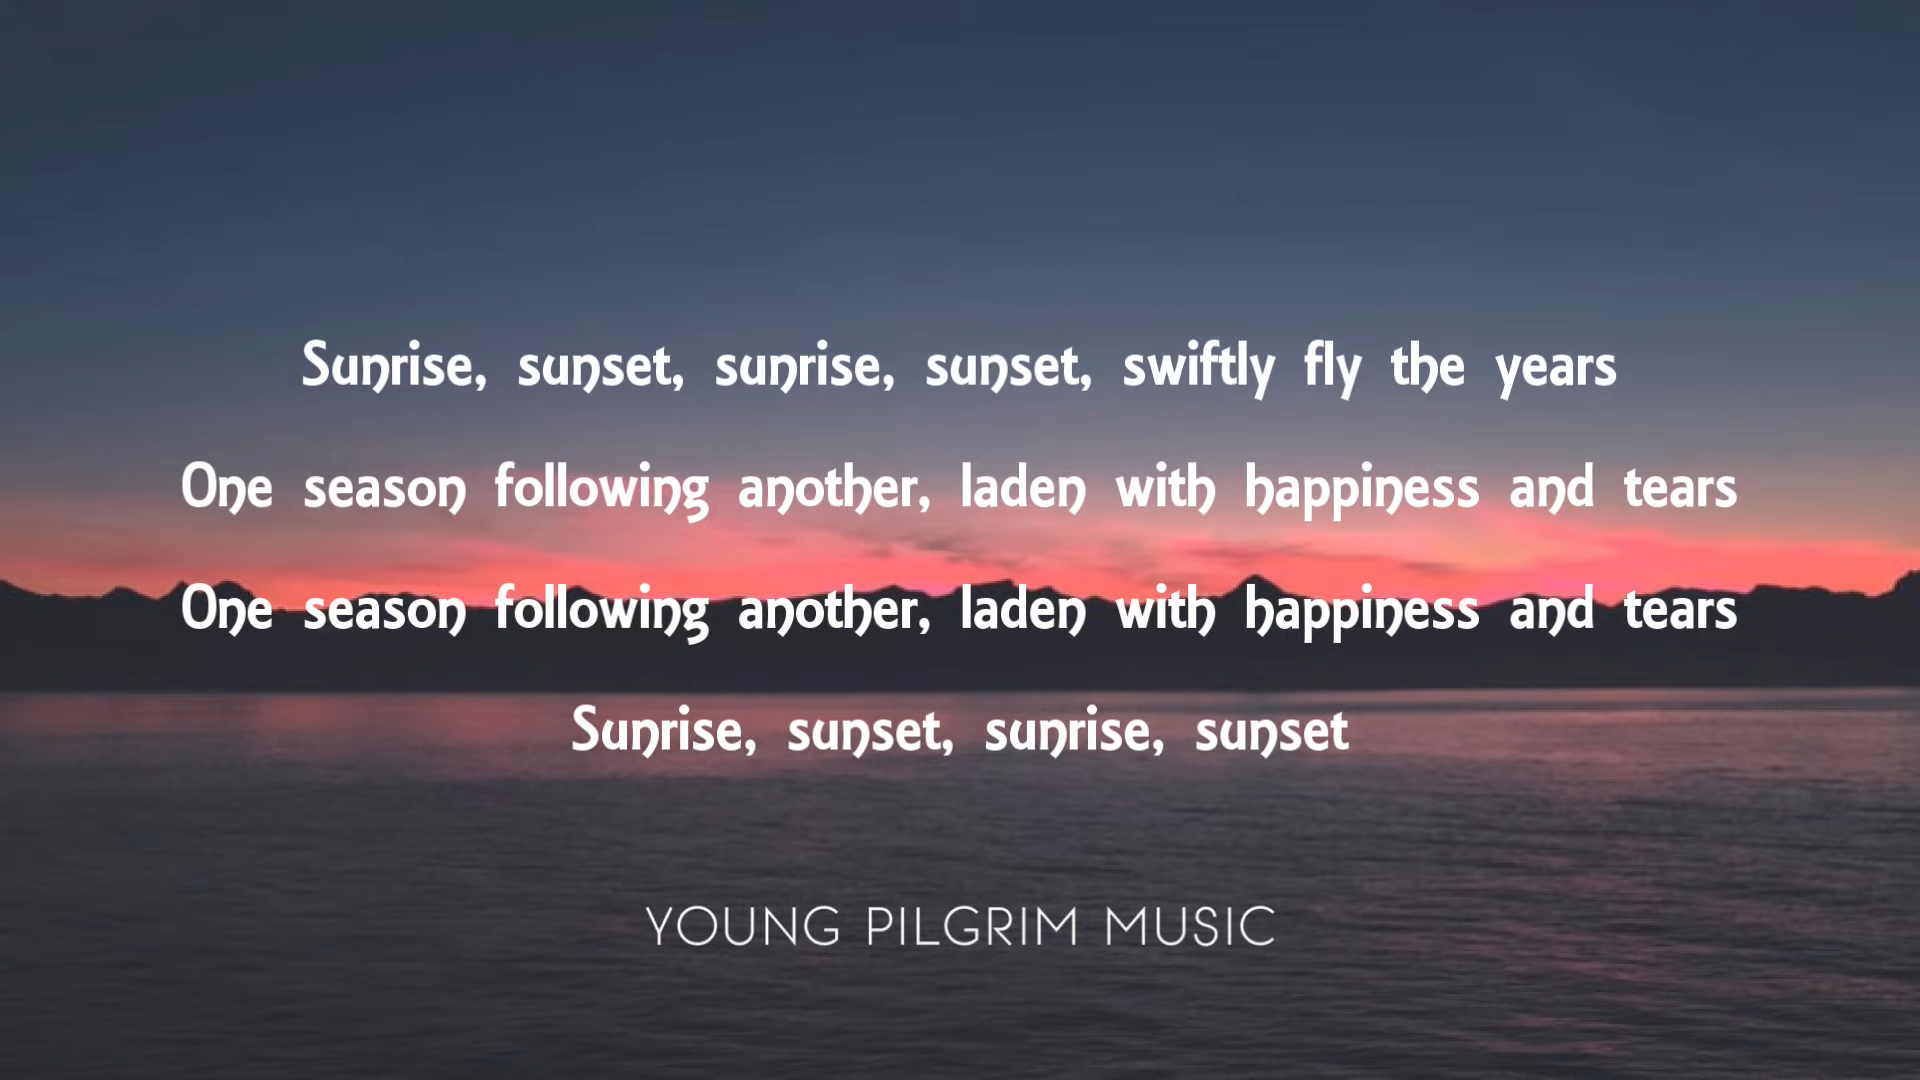 Sunrise, sunset, sunrise, sunset, swiftly fly the years
One season following another, laden with happiness and tears
One season following another, laden with happiness and tears
Sunrise, sunset, sunrise, sunset
YOUNG PILGRIM MUSIC